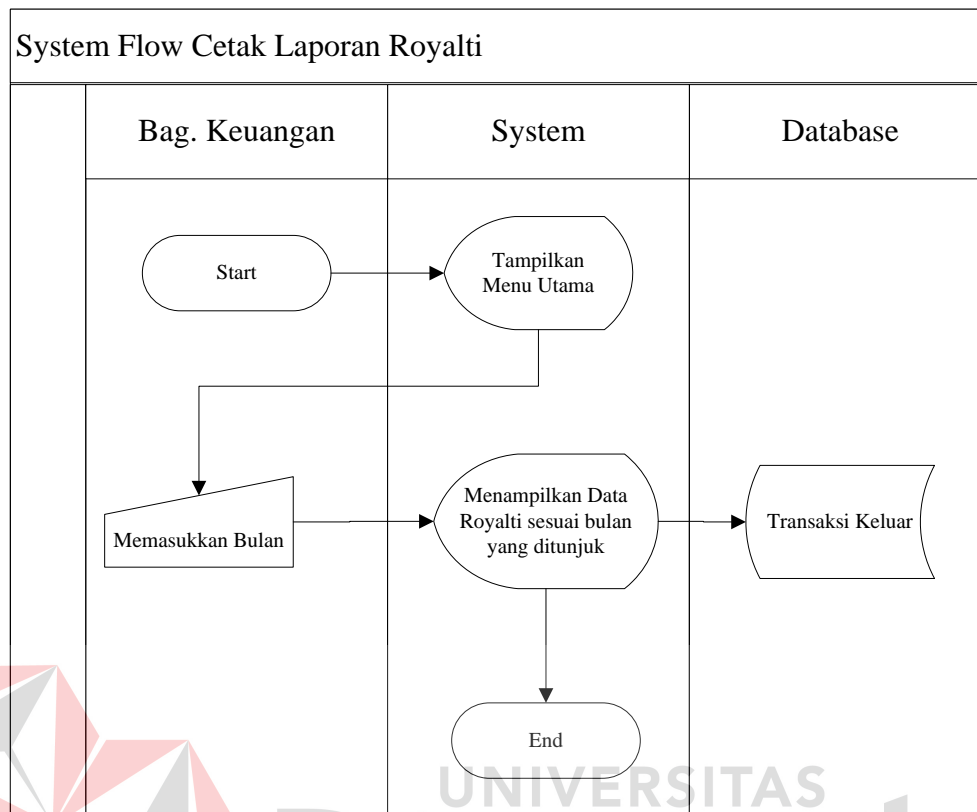 System Flow Cetak Laporan Royalti
Bag. Keuangan
System
Database
Start
Tampilkan
Menu Utama
Memasukkan Bulan
Menampilkan Data
Royalti sesuai bulan
yang ditunjuk
Transaksi Keluar
End
UNIVERSITAS